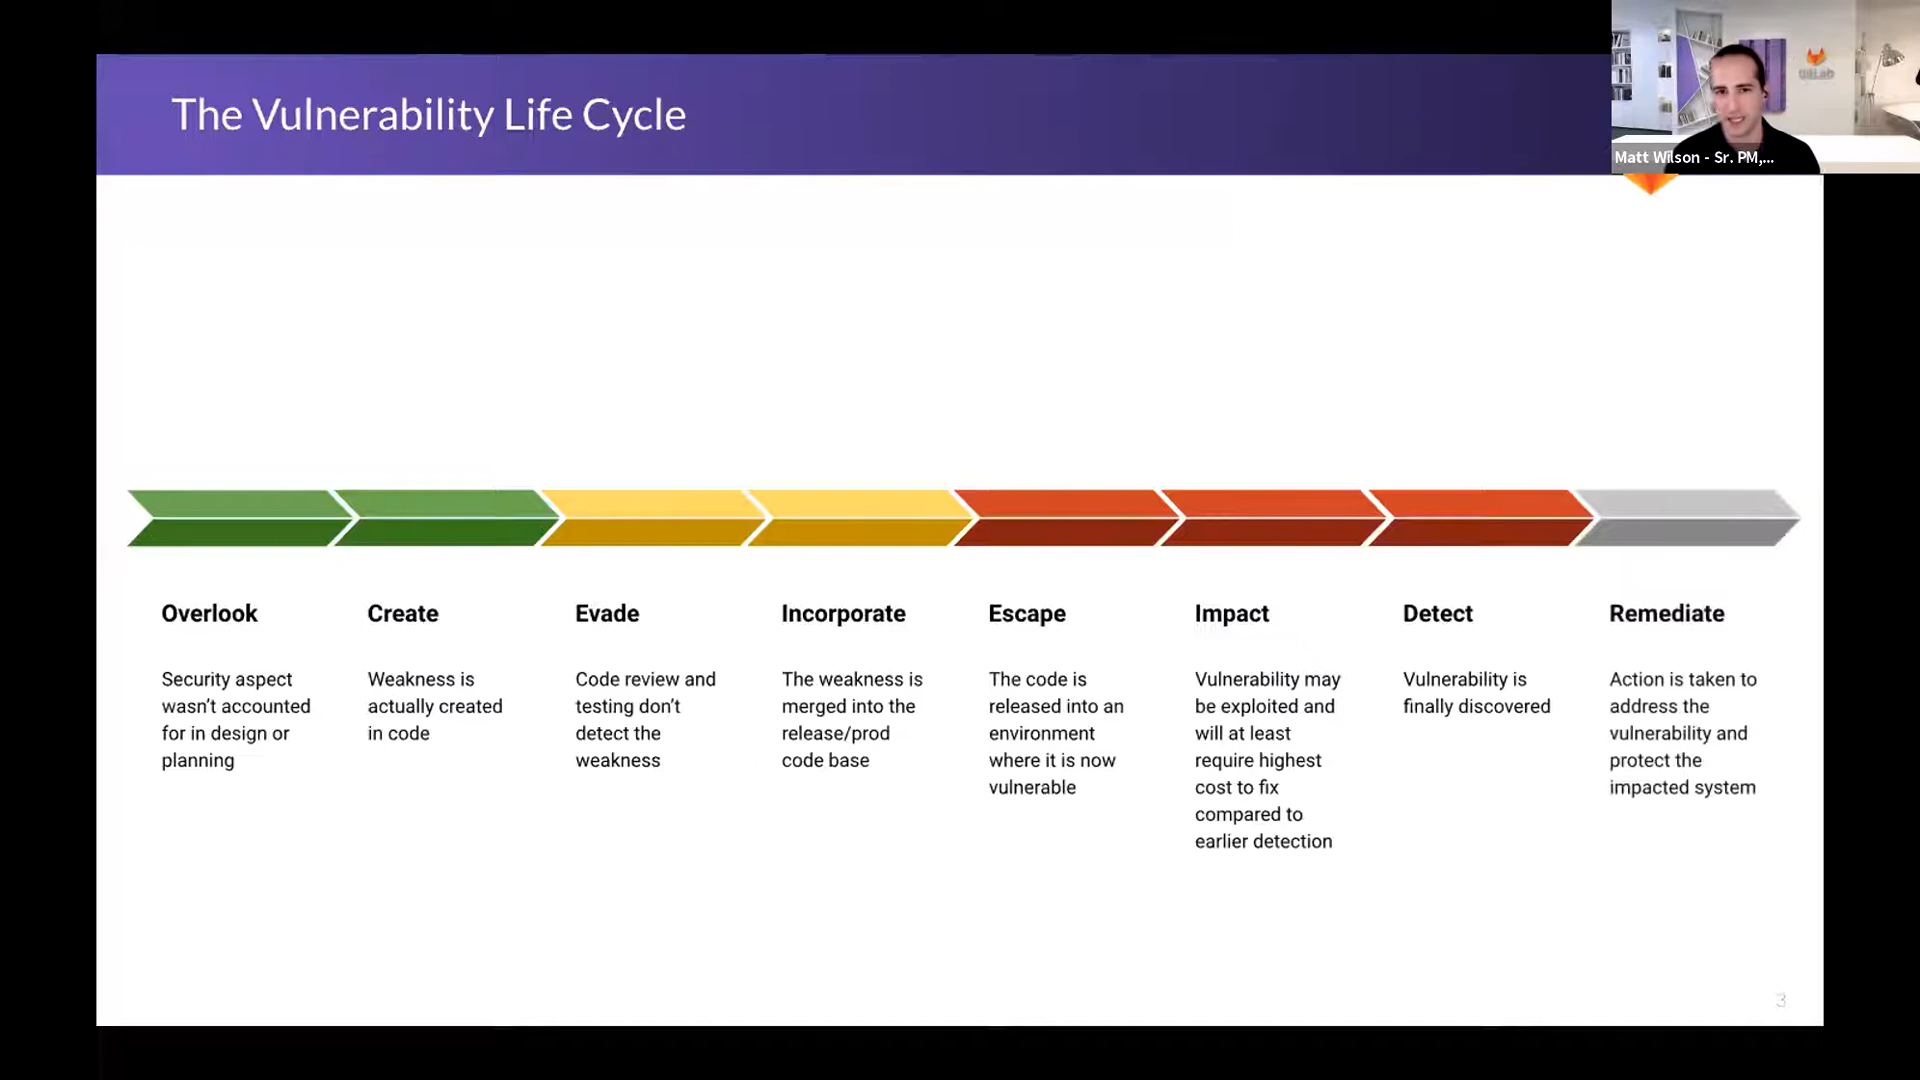 The Vulnerability Life Cycle
GitLab
Matt Wilson - Sr. PM,...
Overlook
Security aspect
wasn't accounted
for in design or
planning
Create
Weakness is
actually created
in code
Evade
Code review and
testing don't
detect the
weakness
Incorporate
The weakness is
merged into the
release/prod
code base
Escape
The code is
released into an
environment
where it is now
vulnerable
Impact
Vulnerability may
be exploited and
will at least
require highest
cost to fix
compared to
earlier detection
Detect
Vulnerability is
finally discovered
Remediate
Action is taken to
address the
vulnerability and
protect the
impacted system
3